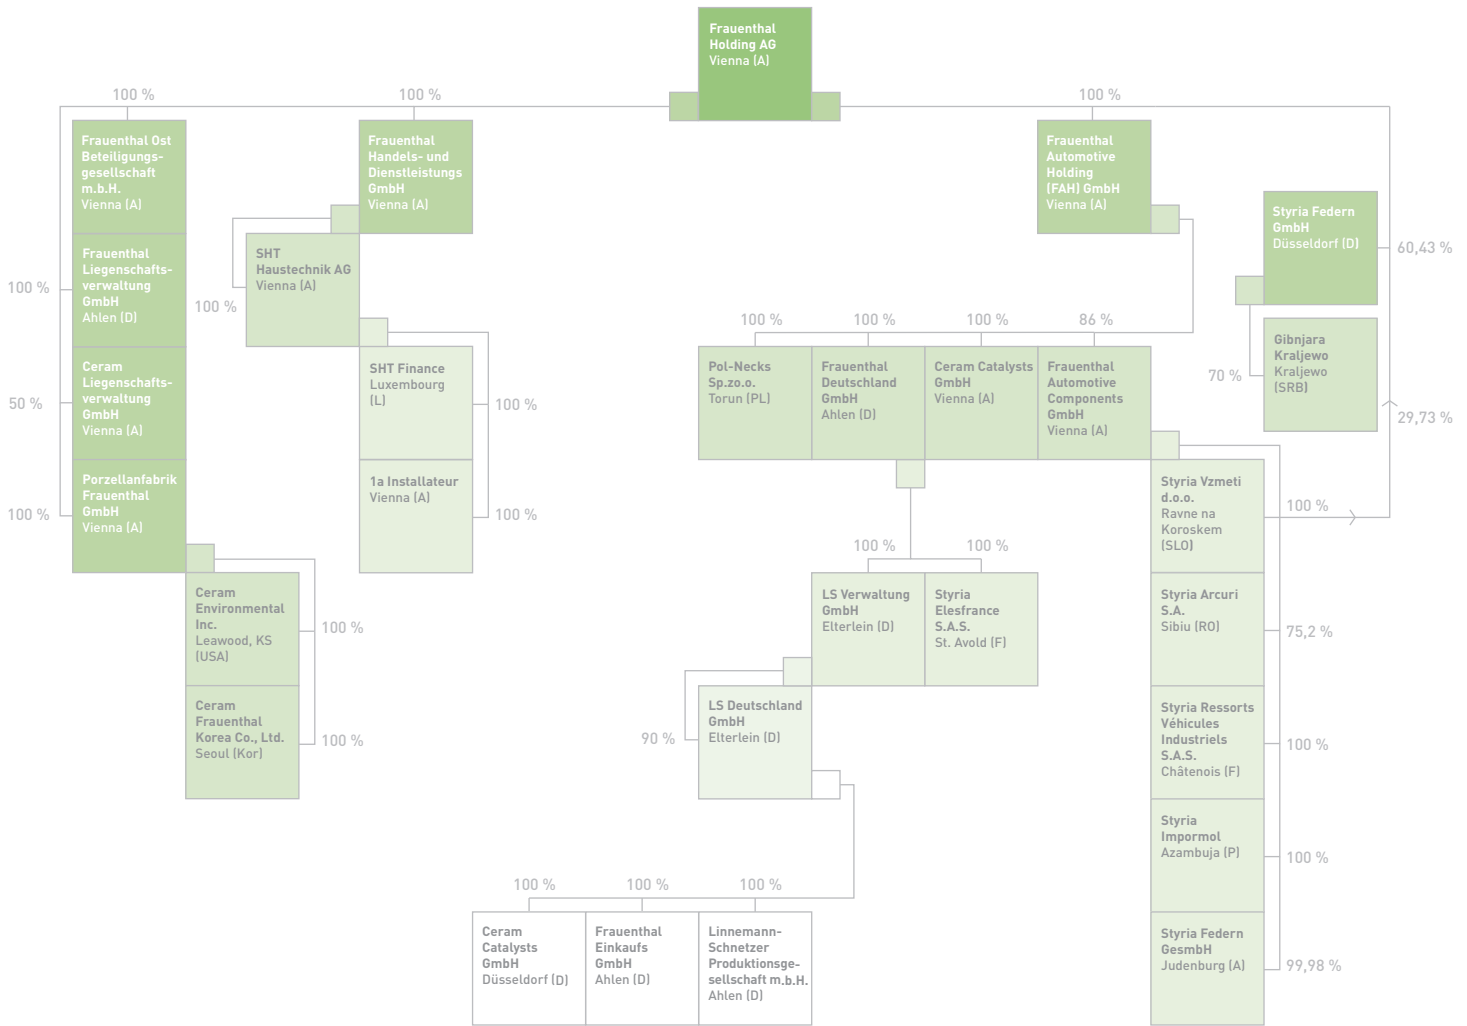 Frauenthal
Holding AG
Vienna (A)
100 %
100 %
100 %
Frauenthal Ost
Beteiligungs-
gesellschaft
m.b.H.
Vienna (A)
Frauenthal
Handels- und
Dienstleistungs
GmbH
Vienna (A)
Frauenthal
Automotive
Holding
(FAH) GmbH
Vienna (A)
Styria Federn
GmbH
Düsseldorf (D)
60,43 %
Frauenthal
Liegenschafts-
verwaltung
GmbH
Ahlen (D)
100 %
SHT
Haustechnik AG
Vienna (A)
100 %
100 %
100 %
100 %
86 %
Gibnjara
Kraljewo
Kraljewo
(SRB)
70 %
29,73 %
Ceram
Liegenschafts-
verwaltung
GmbH
Vienna (A)
50 %
SHT Finance
Luxembourg
(L)
100 %
Pol-Necks
Sp.zo.o.
Torun (PL)
Frauenthal
Deutschland
GmbH
Ahlen (D)
Ceram Catalysts
GmbH
Vienna (A)
Frauenthal
Automotive
Components
GmbH
Vienna (A)
Porzellanfabrik
Frauenthal
GmbH
Vienna (A)
100 %
1a Installateur
Vienna (A)
100 %
Styria Vzmeti
d.o.o.
Ravne na
Koroskem
(SLO)
100 %
100 %
100 %
Ceram
Environmental
Inc.
Leawood, KS
(USA)
100 %
LS Verwaltung
GmbH
Elterlein (D)
Styria
Elesfrance
S.A.S.
St. Avold (F)
Styria Arcuri
S.A.
Sibiu (RO)
75,2 %
Ceram
Frauenthal
Korea Co., Ltd.
Seoul (Kor)
100 %
90 %
LS Deutschland
GmbH
Elterlein (D)
Styria Ressorts
Véhicules
Industriels
S.A.S.
Châtenois (F)
100 %
Styria
Impormol
Azambuja (P)
100 %
100 %
100 %
100 %
Ceram
Catalysts
GmbH
Düsseldorf (D)
Frauenthal
Einkaufs
GmbH
Ahlen (D)
Linnemann-
Schnetzer
Produktionsge-
sellschaft m.b.H.
Ahlen (D)
Styria Federn
GesmbH
Judenburg (A)
99,98 %